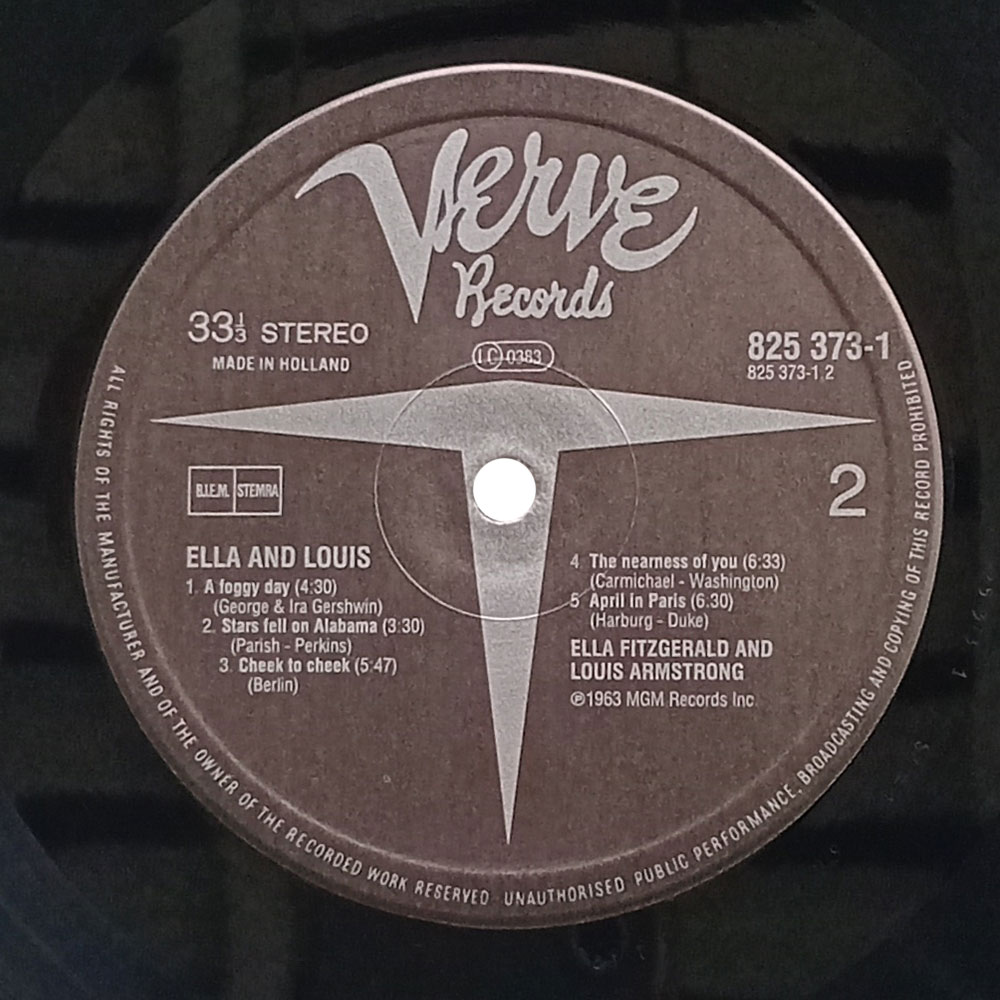 Verve
Records
33⅓ STEREO
MADE IN HOLLAND
LC 0383
825 373-1
825 373-1.2
B.I.E.M. STEMRA
2
ELLA AND LOUIS
1. A foggy day (4:30)
(George & Ira Gershwin)
2. Stars fell on Alabama (3:30)
(Parish - Perkins)
3. Cheek to cheek (5:47)
(Berlin)
4 The nearness of you (6:33)
(Carmichael - Washington)
5 April in Paris (6:30)
(Harburg - Duke)
ELLA FITZGERALD AND
LOUIS ARMSTRONG
℗1963 MGM Records Inc
ALL RIGHTS OF THE MANUFACTURER AND OF THE OWNER OF THE RECORDED WORK RESERVED UNAUTHORISED PUBLIC PERFORMANCE, BROADCASTING AND COPYING OF THIS RECORD PROHIBITED